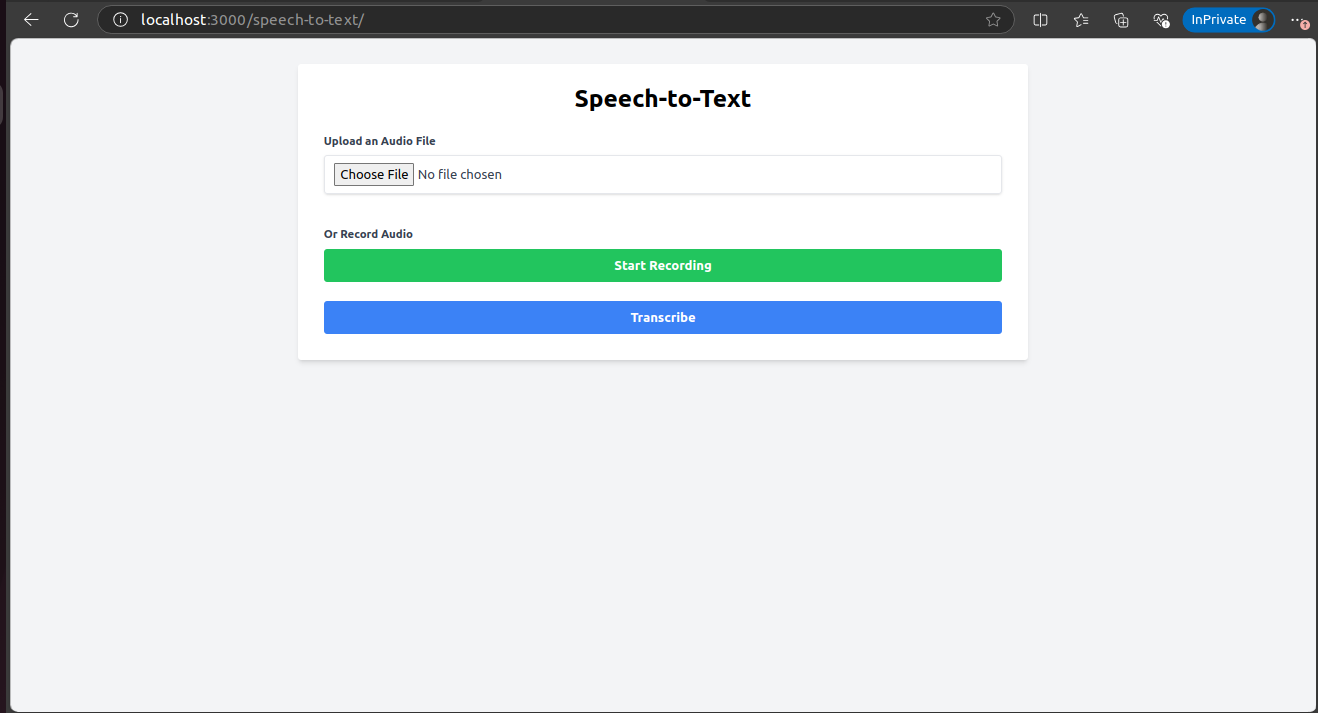 localhost:3000/speech-to-text/
InPrivate
Speech-to-Text
Upload an Audio File
Choose File No file chosen
Or Record Audio
Start Recording
Transcribe